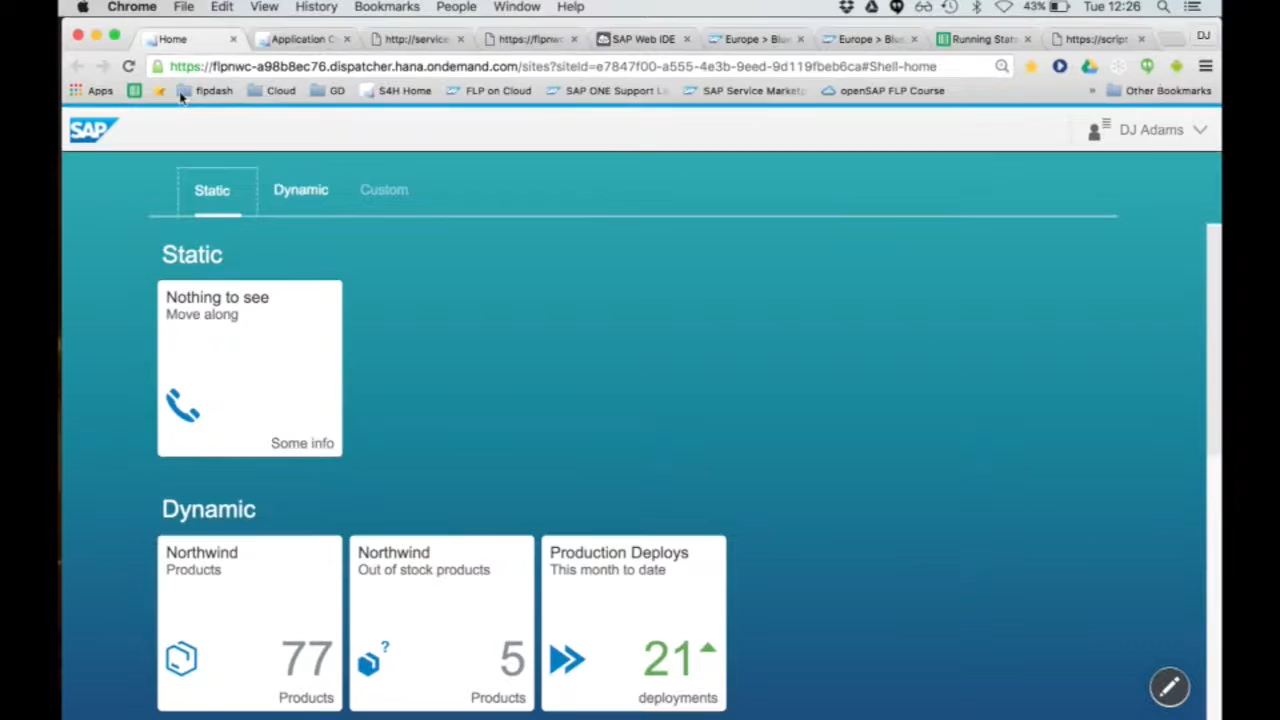 Chrome File Edit View History Bookmarks People Window Help 43% Tue 12:26
Home Application C http://service https://flpnw SAP Web IDE Europe > Blu Europe > Blu Running Stat https://script DJ
https://flpnwc-a98b8ec76.dispatcher.hana.ondemand.com/sites?siteId=e7847f00-a555-4e3b-9eed-9d119fbeb6ca#Shell-home
Apps flpdash Cloud GD S4H Home FLP on Cloud SAP ONE Support SAP Service Market openSAP FLP Course » Other Bookmarks
SAP DJ Adams
Static Dynamic Custom
Static
Nothing to see
Move along
Some info
Dynamic
Northwind
Products
77
Products
Northwind
Out of stock products
?
5
Products
Production Deploys
This month to date
21
deployments